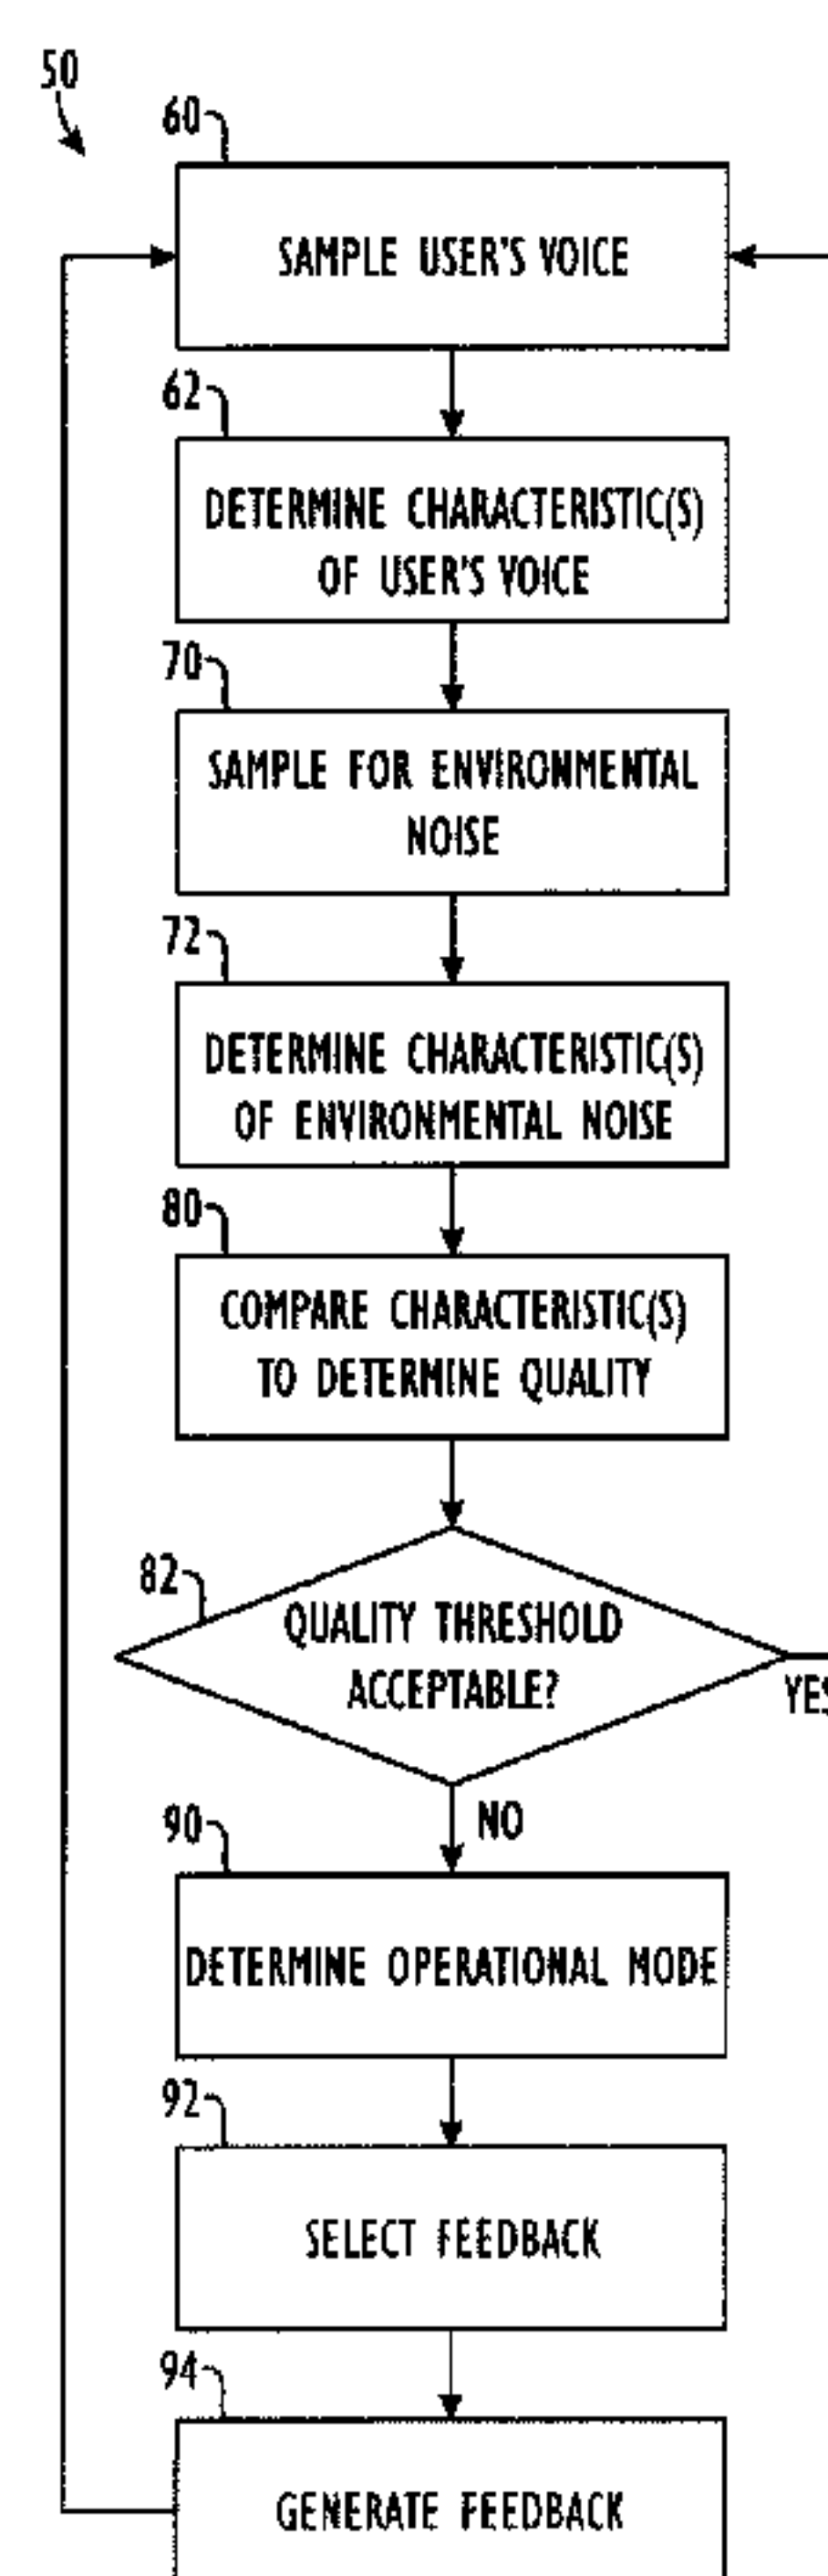 50
60
SAMPLE USER'S VOICE
62
DETERMINE CHARACTERISTIC(S)
OF USER'S VOICE
70
SAMPLE FOR ENVIRONMENTAL
NOISE
72
DETERMINE CHARACTERISTIC(S)
OF ENVIRONMENTAL NOISE
80
COMPARE CHARACTERISTIC(S)
TO DETERMINE QUALITY
82
QUALITY THRESHOLD
ACCEPTABLE?
YES
NO
90
DETERMINE OPERATIONAL MODE
92
SELECT FEEDBACK
94
GENERATE FEEDBACK